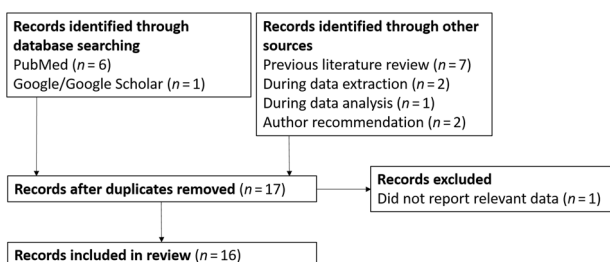 Records identified through
database searching
PubMed (n = 6)
Google/Google Scholar (n = 1)
Records identified through other
sources
Previous literature review (n = 7)
During data extraction (n = 2)
During data analysis (n = 1)
Author recommendation (n = 2)
Records after duplicates removed (n = 17)
Records excluded
Did not report relevant data (n = 1)
Records included in review (n = 16)